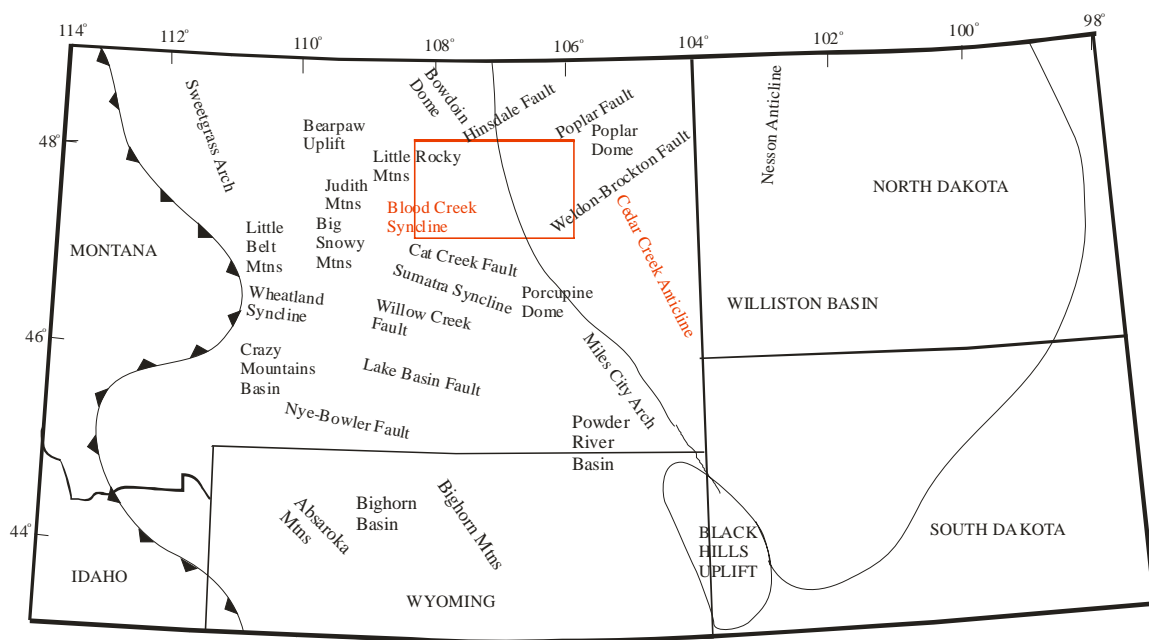 114°
112°
110°
108°
106°
104°
102°
100°
98°
48°
46°
44°
Sweetgrass Arch
Bearpaw
Uplift
Bowdoin
Dome
Hinsdale Fault
Poplar Fault
Poplar
Dome
Weldon-Brockton Fault
Nesson Anticline
NORTH DAKOTA
Little Rocky
Mtns
Judith
Mtns
Blood Creek
Syncline
Cedar Creek Anticline
MONTANA
Little
Belt
Mtns
Big
Snowy
Mtns
Cat Creek Fault
Sumatra Syncline
Porcupine
Dome
WILLISTON BASIN
Wheatland
Syncline
Willow Creek
Fault
Crazy
Mountains
Basin
Lake Basin Fault
Miles City Arch
Nye-Bowler Fault
Powder
River
Basin
Absaroka
Mtns
Bighorn
Basin
Bighorn Mtns
BLACK
HILLS
UPLIFT
SOUTH DAKOTA
IDAHO
WYOMING